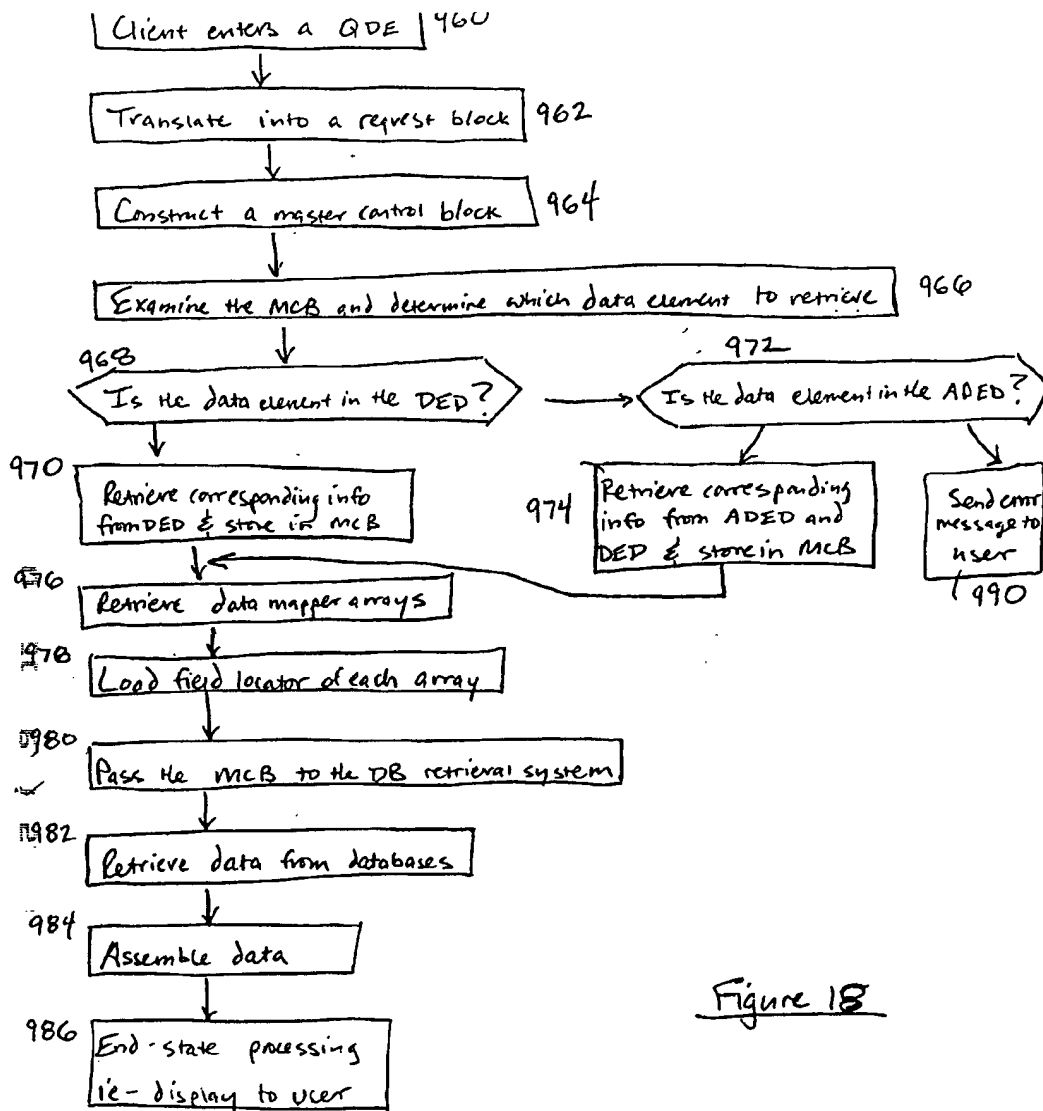 Client enters a QDE 960
Translate into a request block 962
Construct a master control block 964
Examine the MCB and determine which data element to retrieve 966
968
Is the data element in the DED?
972
Is the data element in the ADED?
970
Retrieve corresponding info
from DED & store in MCB
974
Retrieve corresponding
info from ADED and
DED & store in MCB
Send error
message to
user
990
976
Retrieve data mapper arrays
978
Load field locator of each array
980
Pass the MCB to the DB retrieval system
982
Retrieve data from databases
984
Assemble data
986
End-state processing
ie - display to user
Figure 18